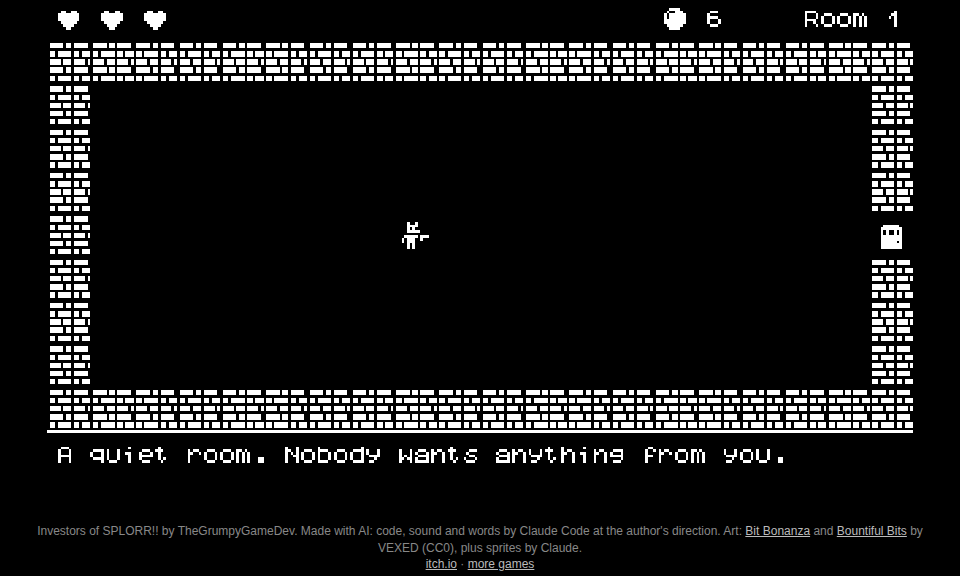 6 Room 1
A quiet room. Nobody wants anything from you.
Investors of SPLORR!! by TheGrumpyGameDev. Made with AI: code, sound and words by Claude Code at the author's direction. Art: Bit Bonanza and Bountiful Bits by
VEXED (CC0), plus sprites by Claude.
itch.io · more games